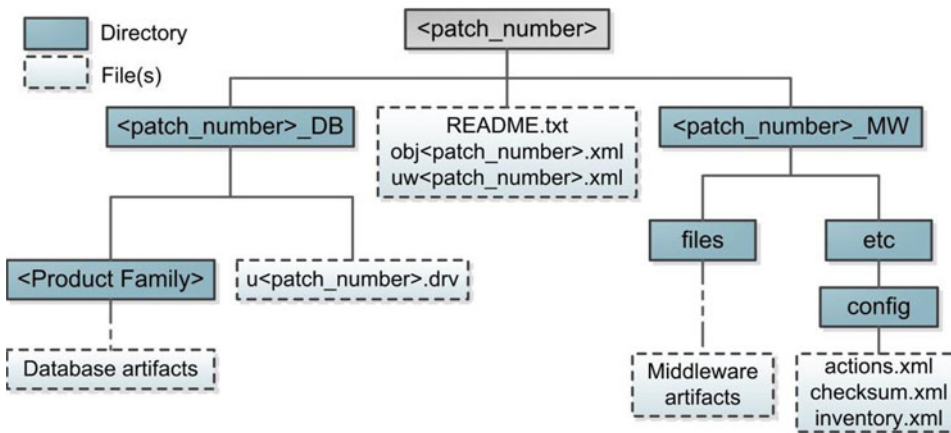 Directory
File(s)
<patch_number>
<patch_number>_DB
README.txt
obj<patch_number>.xml
uw<patch_number>.xml
<patch_number>_MW
files
etc
<Product Family>
u<patch_number>.drv
config
Database artifacts
Middleware
artifacts
actions.xml
checksum.xml
inventory.xml